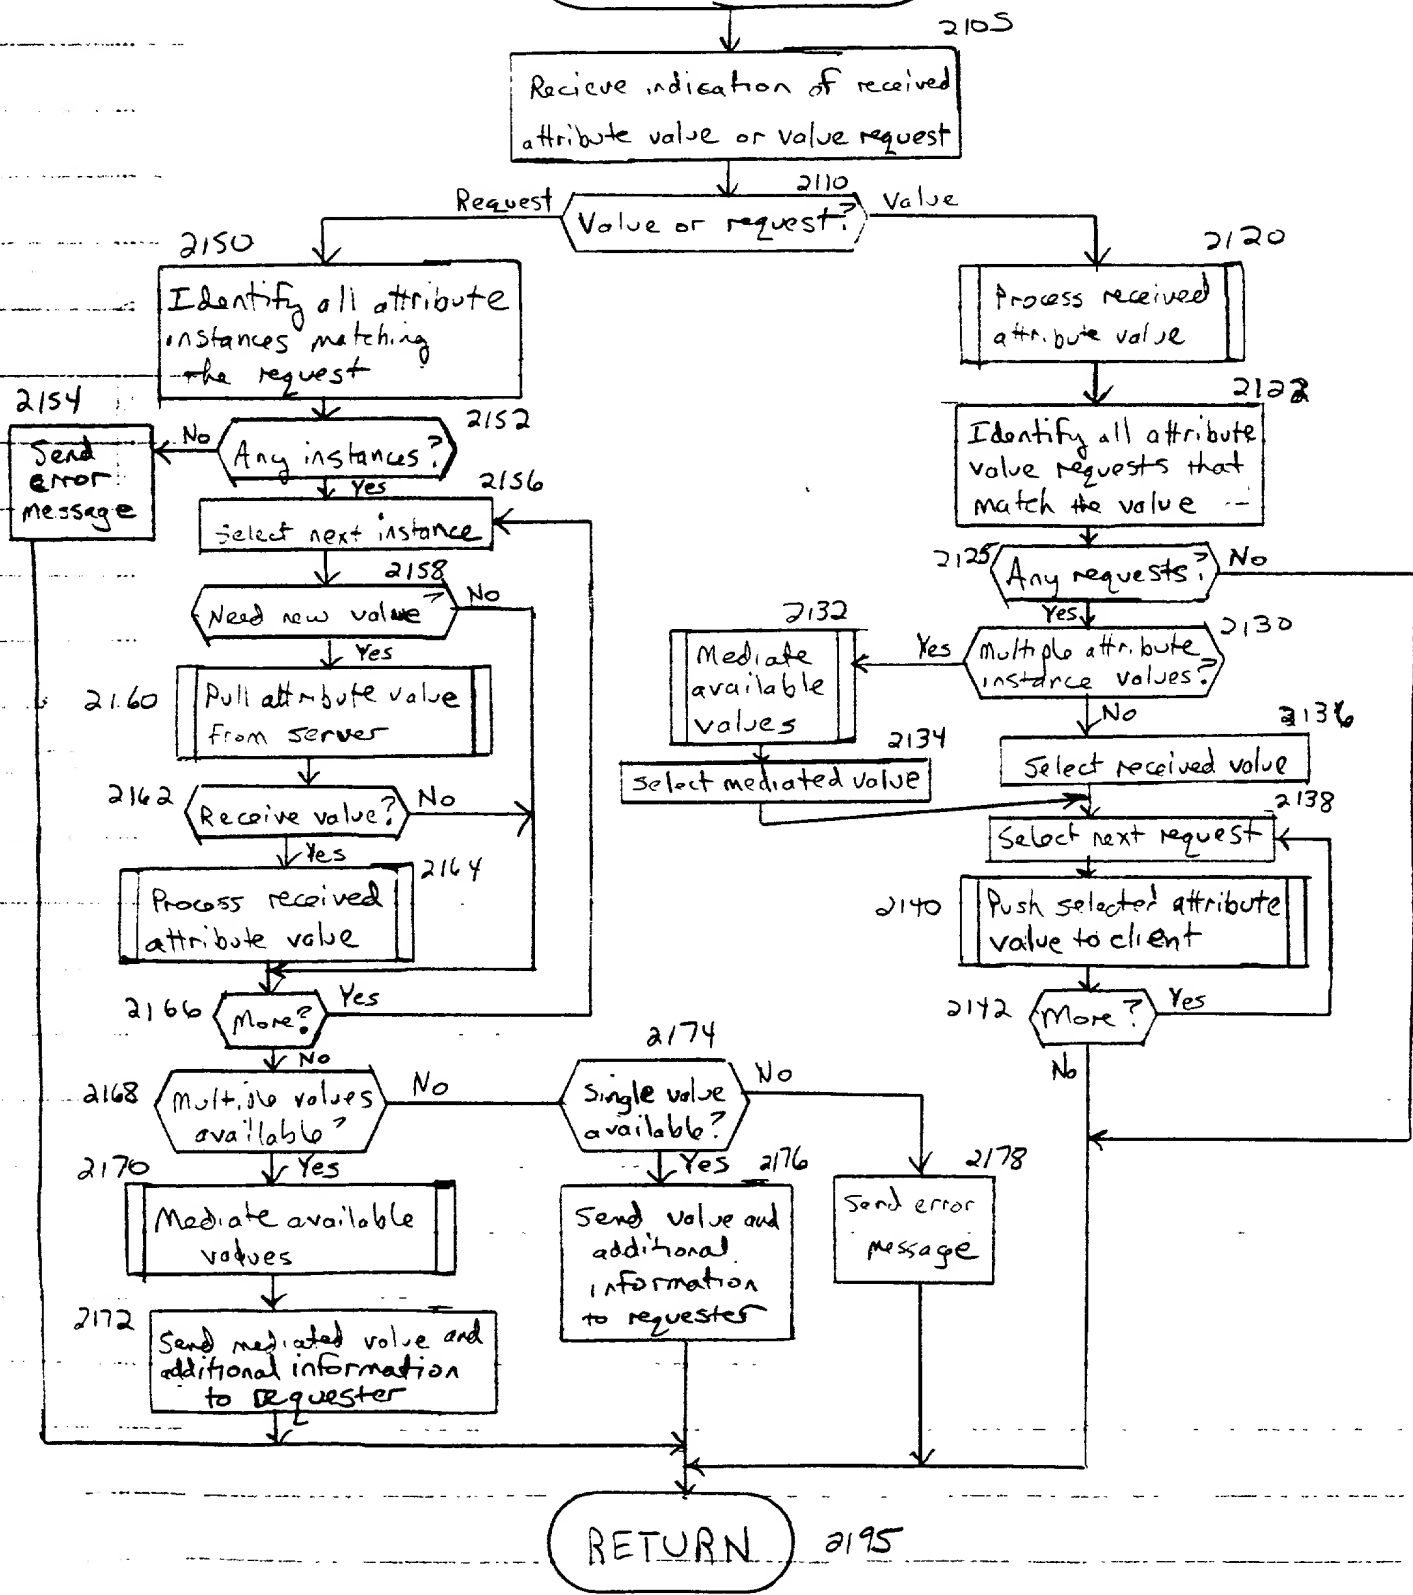 2105
Recieve indication of received
attribute value or value request
2110
Request
Value or request?
Value
2150
Identify all attribute
instances matching
the request
2120
Process received
attribute value
2154
Send
error
message
No
2152
Any instances?
Yes
2156
Select next instance
2158
Need new value?
No
Yes
2160
Pull attribute value
from server
2162
Receive value?
No
Yes
2164
Process received
attribute value
2166
More?
Yes
No
2168
Multiple values
available?
No
Yes
2170
Mediate available
values
2172
Send mediated value and
additional information
to requester
2174
Single value
available?
No
Yes
2176
Send value and
additional
information
to requester
2178
Send error
message
2122
Identify all attribute
value requests that
match the value
2125
Any requests?
No
Yes
2130
Multiple attribute
instance values?
Yes
No
2132
Mediate
available
values
2134
Select mediated value
2136
Select received value
2138
Select next request
2140
Push selected attribute
value to client
2142
More?
Yes
No
RETURN
2195